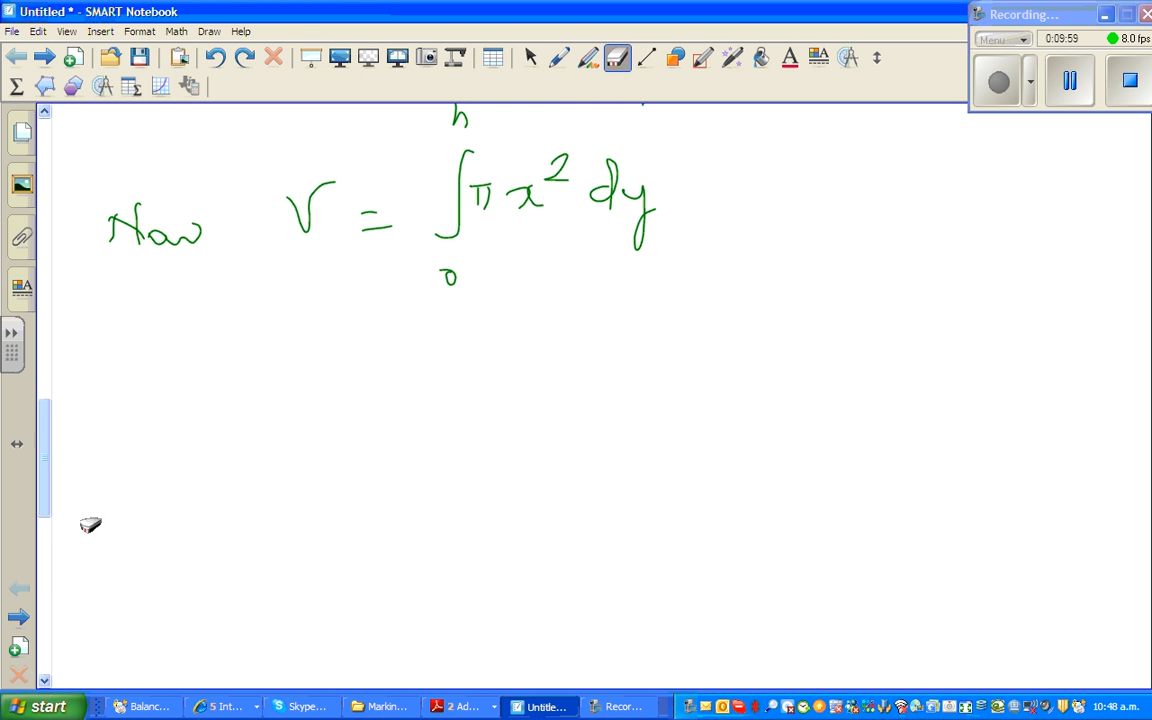 Untitled * - SMART Notebook
Recording...
File Edit View Insert Format Math Draw Help
Menu 0:09:59 8.0 fps
h
Now V = ∫ π x² dy
0
start Balanc... 5 Int... Skype... Markin... 2 Ad... Untitle... Recor... 10:48 a.m.